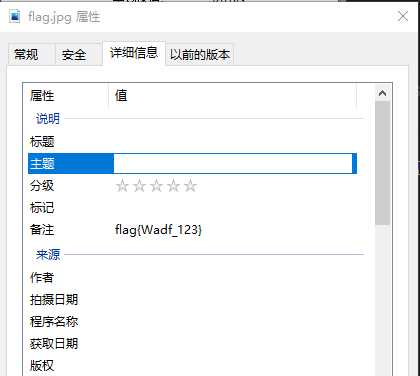 flag.jpg 属性
常规 安全 详细信息 以前的版本
属性 值
说明
标题
主题
分级
标记
备注 flag{Wadf_123}
来源
作者
拍摄日期
程序名称
获取日期
版权